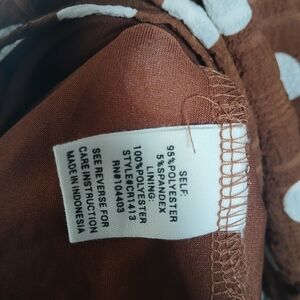 SELF:
95%POLYESTER
5%SPANDEX
LINING:
100%POLYESTER
STYLE#CR1413
RN#104403
SEE REVERSE FOR
CARE INSTRUCTION
MADE IN INDONESIA